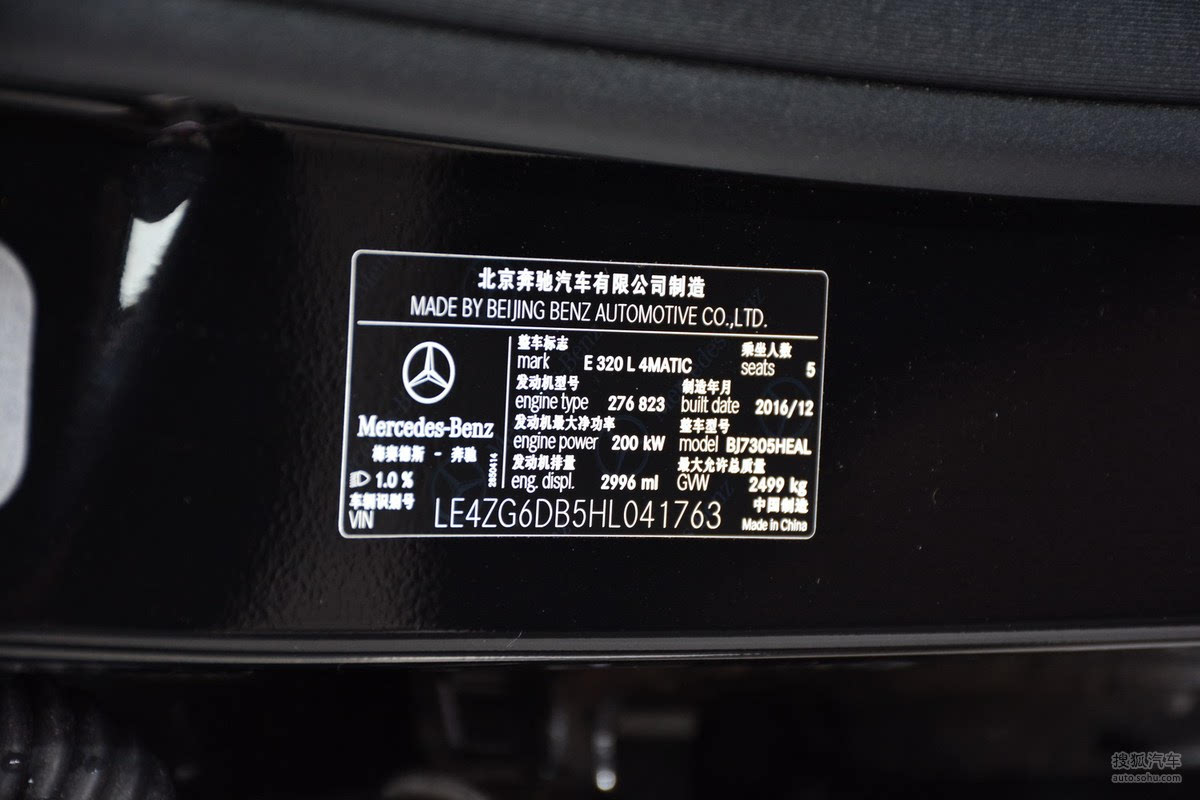 北京奔驰汽车有限公司制造
MADE BY BEIJING BENZ AUTOMOTIVE CO.,LTD.
整车标志 乘坐人数
mark E 320 L 4MATIC seats 5
发动机型号 制造年月
engine type 276 823 built date 2016/12
发动机最大净功率 整车型号
engine power 200 kW model BJ7305HEAL
发动机排量 最大允许总质量
eng. displ. 2996 ml GVW 2499 kg
Mercedes-Benz
梅赛德斯 - 奔驰
1.0 %
2850414
车辆识别号
VIN LE4ZG6DB5HL041763
中国制造
Made in China
搜狐汽车
auto.sohu.com